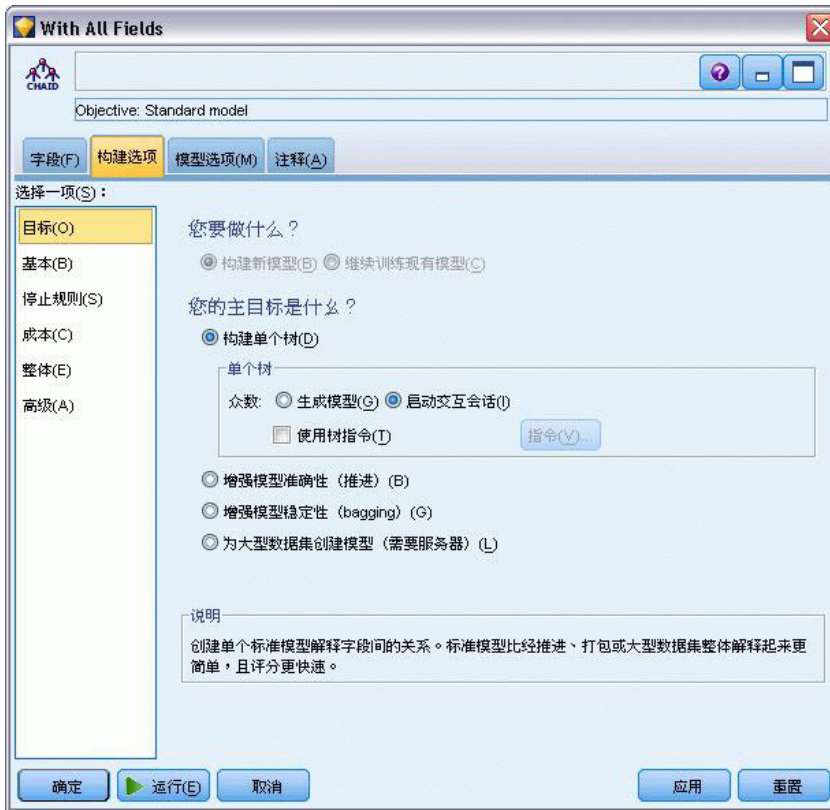 With All Fields
CHAID
Objective: Standard model
字段(F) 构建选项 模型选项(M) 注释(A)
选择一项(S)：
目标(O)
基本(B)
停止规则(S)
成本(C)
整体(E)
高级(A)
您要做什么？
构建新模型(B) 继续训练现有模型(C)
您的主目标是什么？
构建单个树(D)
单个树
众数: 生成模型(G) 启动交互会话(I)
使用树指令(T) 指令(V)...
增强模型准确性（推进）(B)
增强模型稳定性（bagging）(G)
为大型数据集创建模型（需要服务器）(L)
说明
创建单个标准模型解释字段间的关系。标准模型比经推进、打包或大型数据集整体解释起来更
简单，且评分更快速。
确定 运行(E) 取消 应用 重置